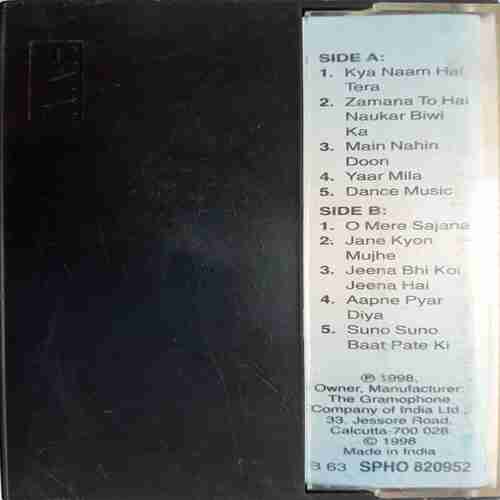 SIDE A:
1. Kya Naam Hai
Tera
2. Zamana To Hai
Naukar Biwi
Ka
3. Main Nahin
Doon
4. Yaar Mila
5. Dance Music
SIDE B:
1. O Mere Sajana
2. Jane Kyon
Mujhe
3. Jeena Bhi Koi
Jeena Hai
4. Aapne Pyar
Diya
5. Suno Suno
Baat Pate Ki
℗ 1998,
Owner, Manufacturer:
The Gramophone
Company of India Ltd.,
33, Jessore Road,
Calcutta-700 028
© 1998
Made in India
B 63 SPHO 820952